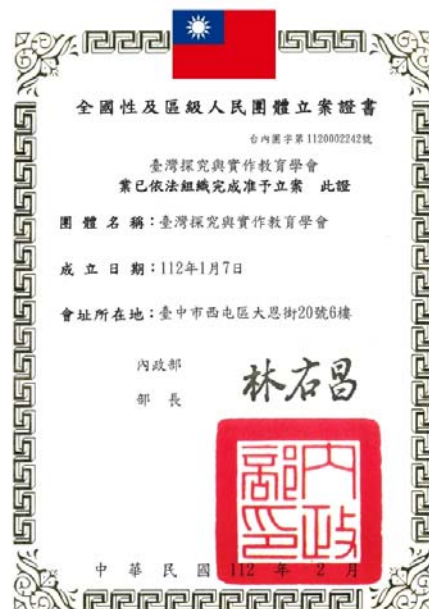 全國性及區級人民團體立案證書
台內團字第1120002242號
臺灣探究與實作教育學會
業已依法組織完成准予立案 此證
團體名稱：臺灣探究與實作教育學會
成立日期：112年1月7日
會址所在地：臺中市西屯區大恩街20號6樓
內政部
部長
林右昌
內政部印
中華民國112年2月